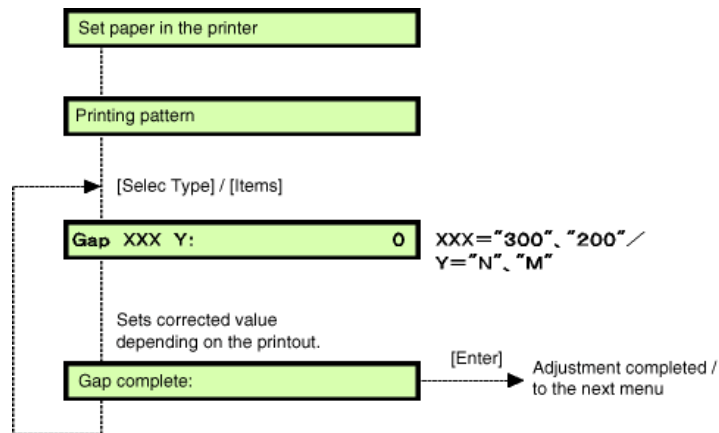 Set paper in the printer
Printing pattern
[Selec Type] / [Items]
Gap XXX Y: 0
XXX="300"、"200"／
Y="N"、"M"
Sets corrected value
depending on the printout.
Gap complete:
[Enter]
Adjustment completed /
to the next menu